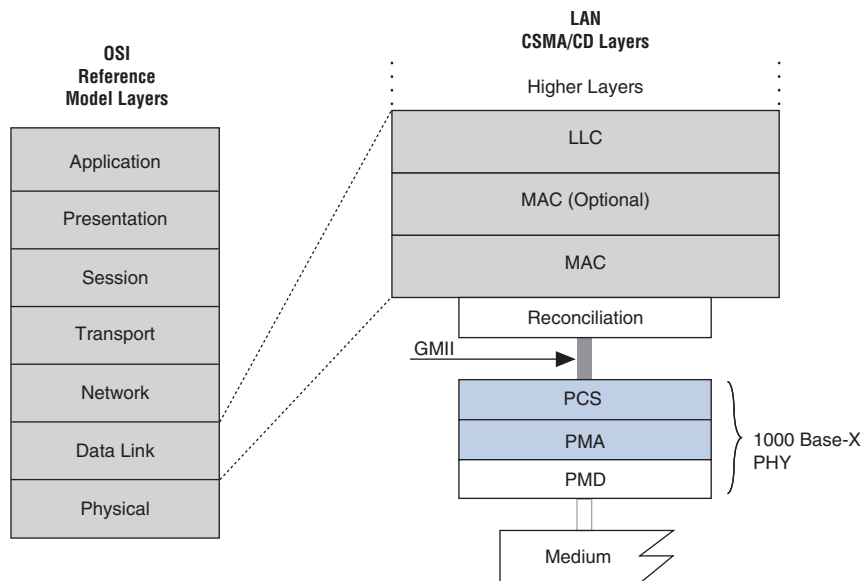 OSI
Reference
Model Layers
Application
Presentation
Session
Transport
Network
Data Link
Physical
LAN
CSMA/CD Layers
Higher Layers
LLC
MAC (Optional)
MAC
Reconciliation
GMII
PCS
PMA
PMD
1000 Base-X
PHY
Medium